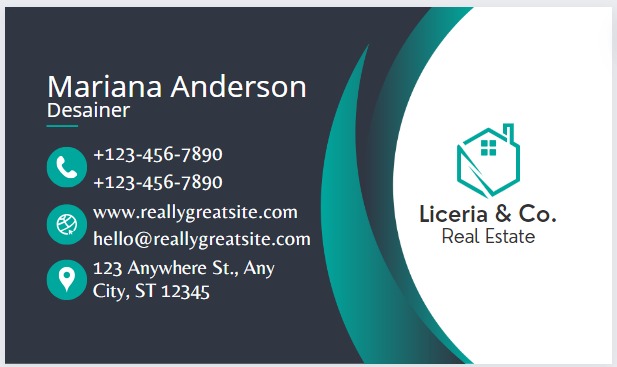 Mariana Anderson
Desainer
+123-456-7890
+123-456-7890
www.reallygreatsite.com
hello@reallygreatsite.com
123 Anywhere St., Any
City, ST 12345
Liceria & Co.
Real Estate